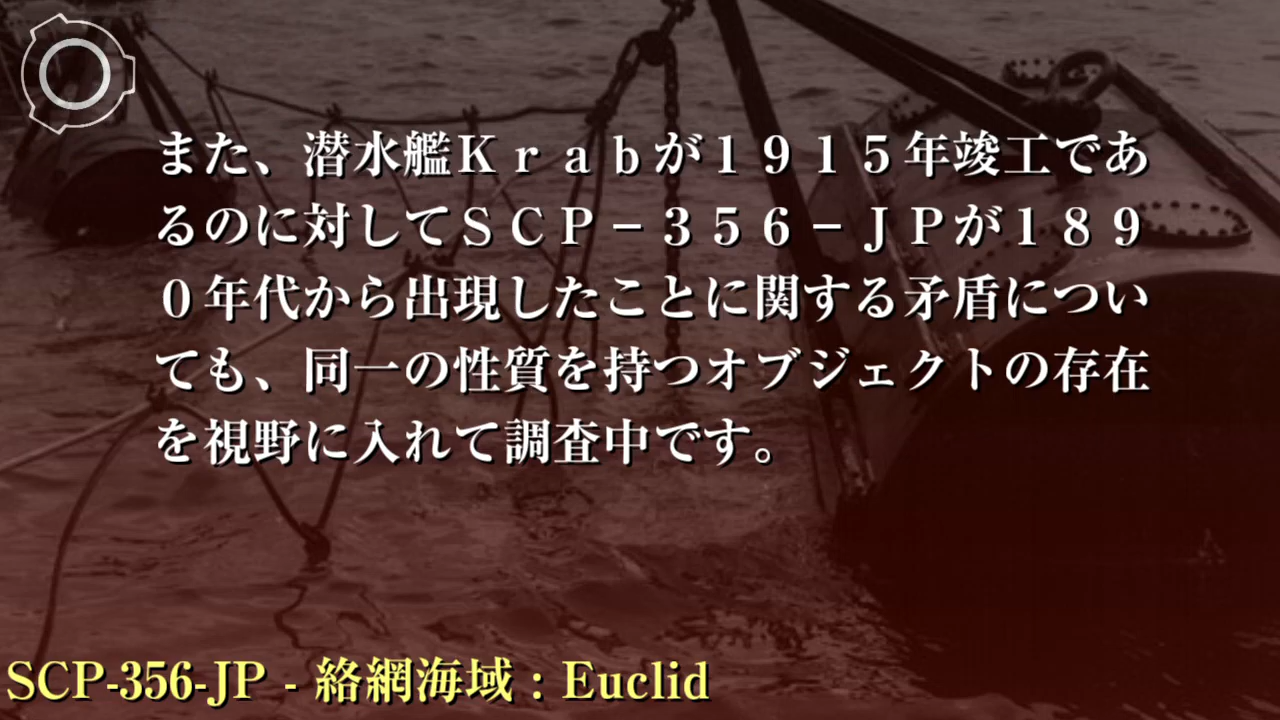 また、潜水艦Ｋｒａｂが１９１５年竣工であ
るのに対してＳＣＰ－３５６－ＪＰが１８９
０年代から出現したことに関する矛盾につい
ても、同一の性質を持つオブジェクトの存在
を視野に入れて調査中です。
SCP-356-JP - 絡網海域：Euclid